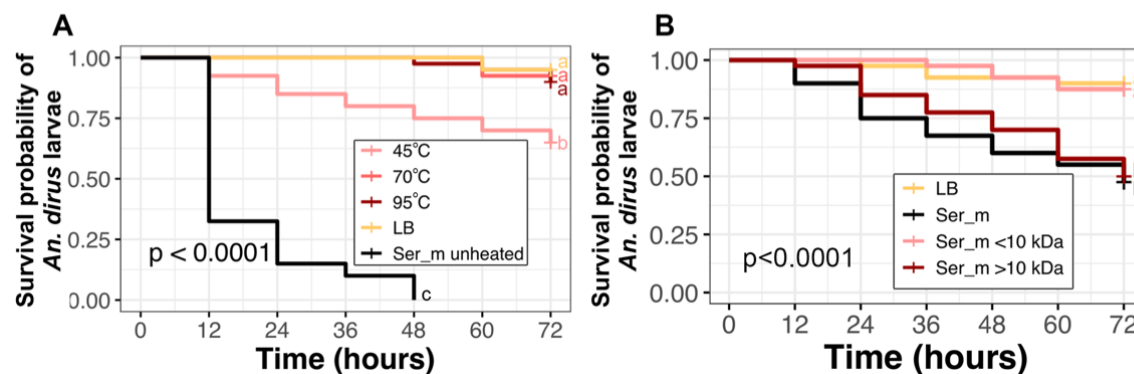 A
Survival probability of
An. dirus larvae
1.00
0.75
0.50
0.25
0.00
45°C
70°C
95°C
LB
Ser_m unheated
p < 0.0001
a
a
a
b
c
0 12 24 36 48 60 72
Time (hours)
B
Survival probability of
An. dirus larvae
1.00
0.75
0.50
0.25
0.00
LB
Ser_m
Ser_m <10 kDa
Ser_m >10 kDa
p<0.0001
0 12 24 36 48 60 72
Time (hours)